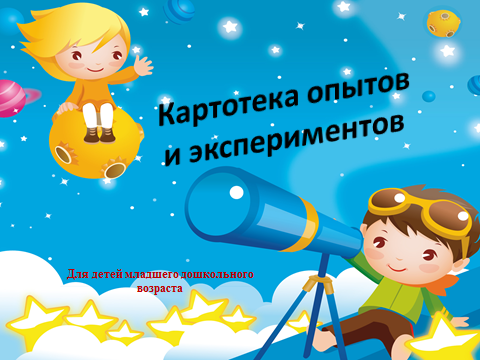 Картотека опытов
и экспериментов
Для детей младшего дошкольного
возраста